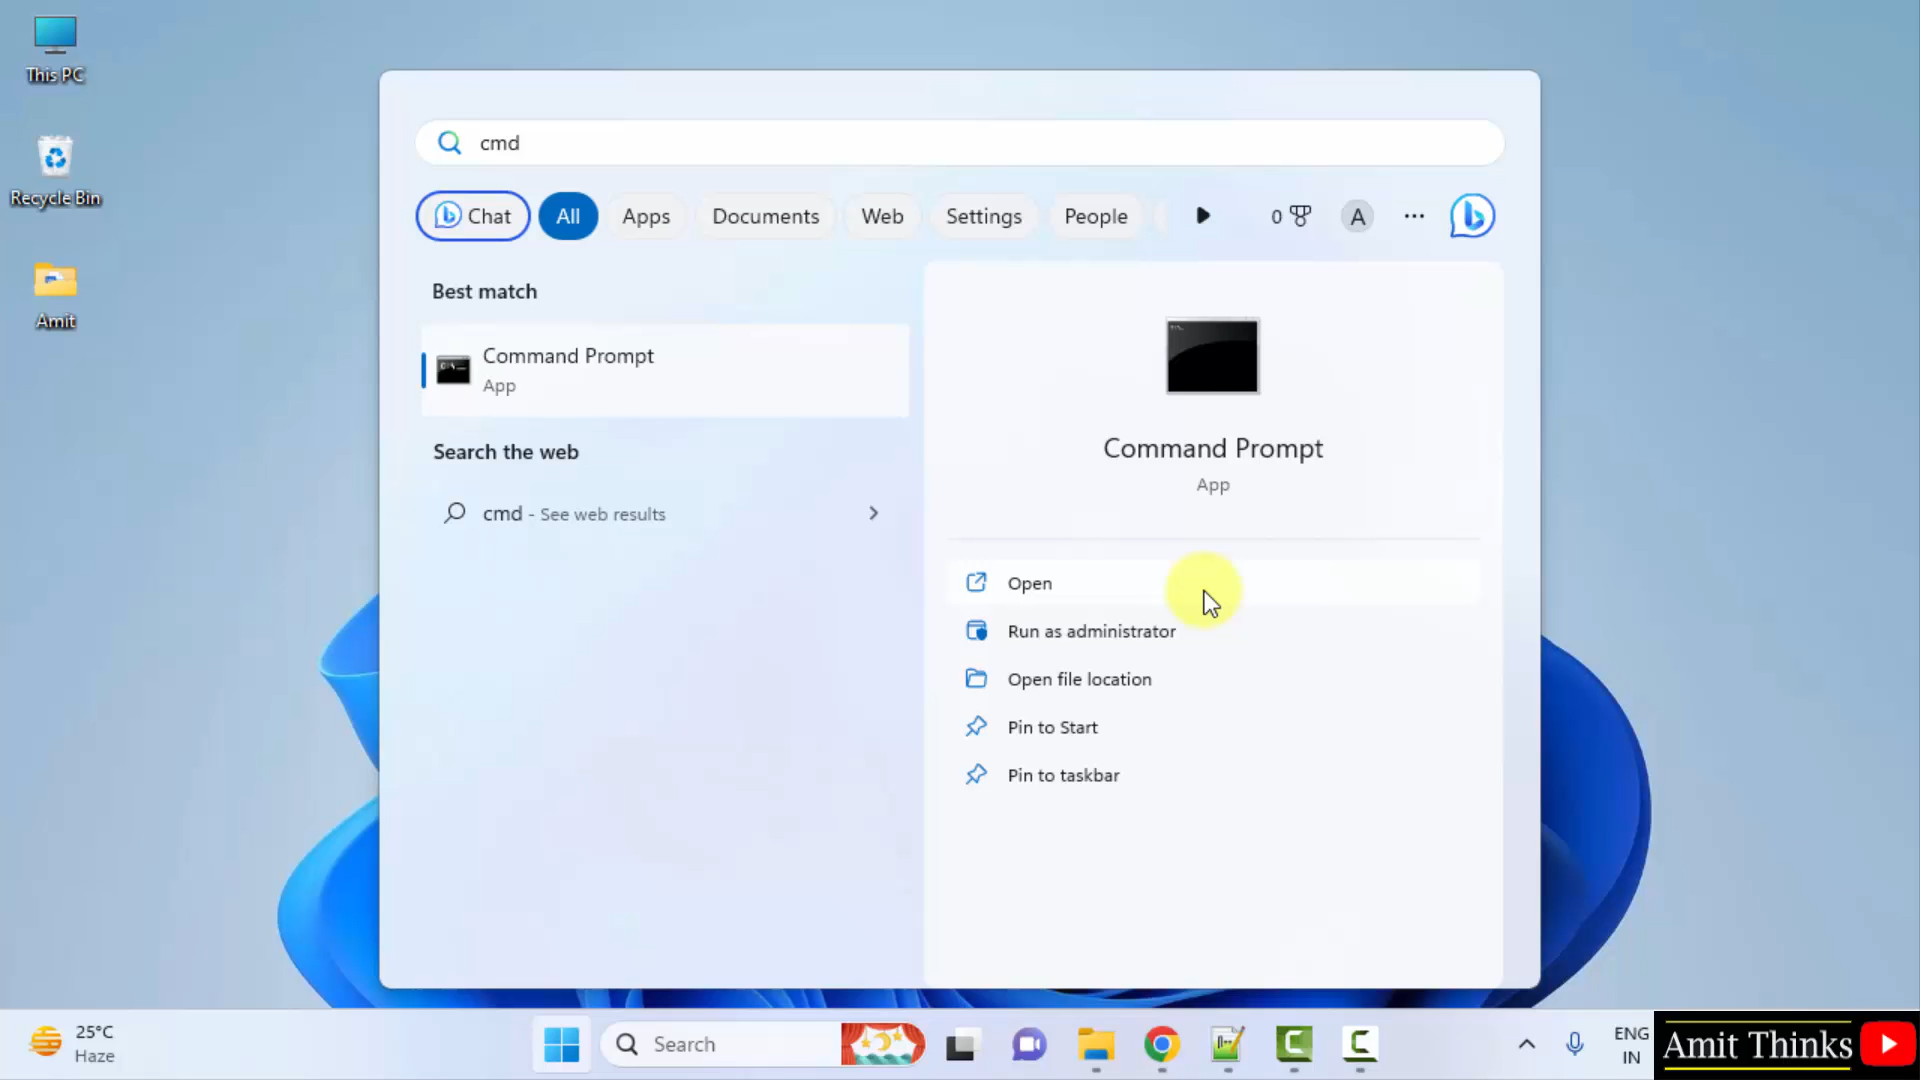 This PC
Recycle Bin
Amit
cmd
Chat
All
Apps
Documents
Web
Settings
People
0
A
Best match
Command Prompt
App
Search the web
cmd - See web results
Command Prompt
App
Open
Run as administrator
Open file location
Pin to Start
Pin to taskbar
25°C
Haze
Search
ENG
IN
Amit Thinks